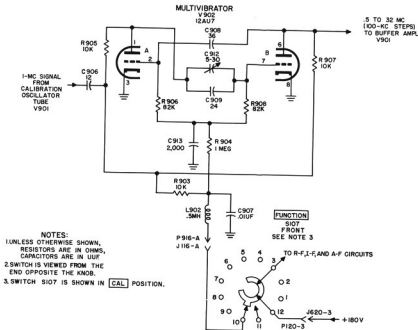 MULTIVIBRATOR
V902
12AU7
C908
36
C912
5-30
C909
24
R905
10K
A
1
2
3
B
6
7
8
.5 TO 32 MC
(100-KC STEPS)
TO BUFFER AMPL
V901
R907
10K
1-MC SIGNAL
FROM
CALIBRATION
OSCILLATOR
TUBE
V901
C906
12
R906
82K
R908
82K
C913
2,000
R904
1 MEG
R903
10K
L902
.5MH
C907
.01UF
FUNCTION
S107
FRONT
SEE NOTE 3
P916-A
J116-A
TO R-F, I-F, AND A-F CIRCUITS
5
4
6
3
7
2
8
1
9
12
10
11
J620-3
+180V
P120-3
NOTES:
1. UNLESS OTHERWISE SHOWN,
RESISTORS ARE IN OHMS,
CAPACITORS ARE IN UUF
2. SWITCH IS VIEWED FROM THE
END OPPOSITE THE KNOB.
3. SWITCH S107 IS SHOWN IN CAL POSITION.